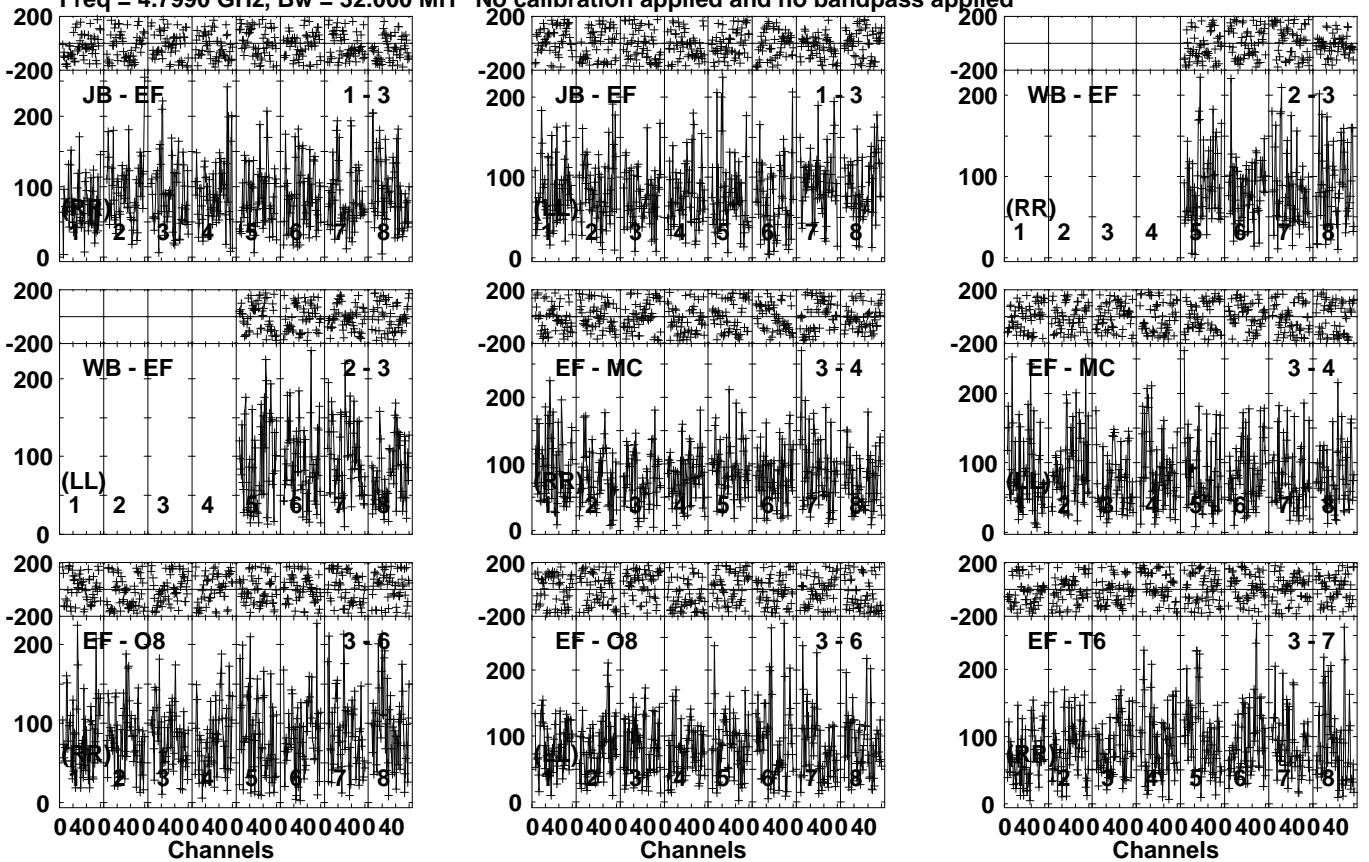 Freq = 4.7990 GHz, Bw = 32.000 MH No calibration applied and no bandpass applied
200 200 200
-200 -200 -200
JB - EF 1 - 3 JB - EF 1 - 3 WB - EF 2 - 3
200 200 200
100 100 100
(RR) (LL) (RR)
1 2 3 4 5 6 7 8 1 2 3 4 5 6 7 8 1 2 3 4 5 6 7 8
0 0 0
200 200 200
-200 -200 -200
WB - EF 2 - 3 EF - MC 3 - 4 EF - MC 3 - 4
200 200 200
100 100 100
(LL) (RR) (LL)
1 2 3 4 5 6 7 8 1 2 3 4 5 6 7 8 1 2 3 4 5 6 7 8
0 0 0
200 200 200
-200 -200 -200
EF - O8 3 - 6 EF - O8 3 - 6 EF - T6 3 - 7
200 200 200
100 100 100
(RR) (LL) (RR)
1 2 3 4 5 6 7 8 1 2 3 4 5 6 7 8 1 2 3 4 5 6 7 8
0 0 0
0 40 0 40 0 40 0 40 0 40 0 40 0 40 0 40 0 40 0 40 0 40 0 40 0 40 0 40 0 40 0 40 0 40 0 40 0 40 0 40 0 40 0 40 0 40 0 40
Channels Channels Channels